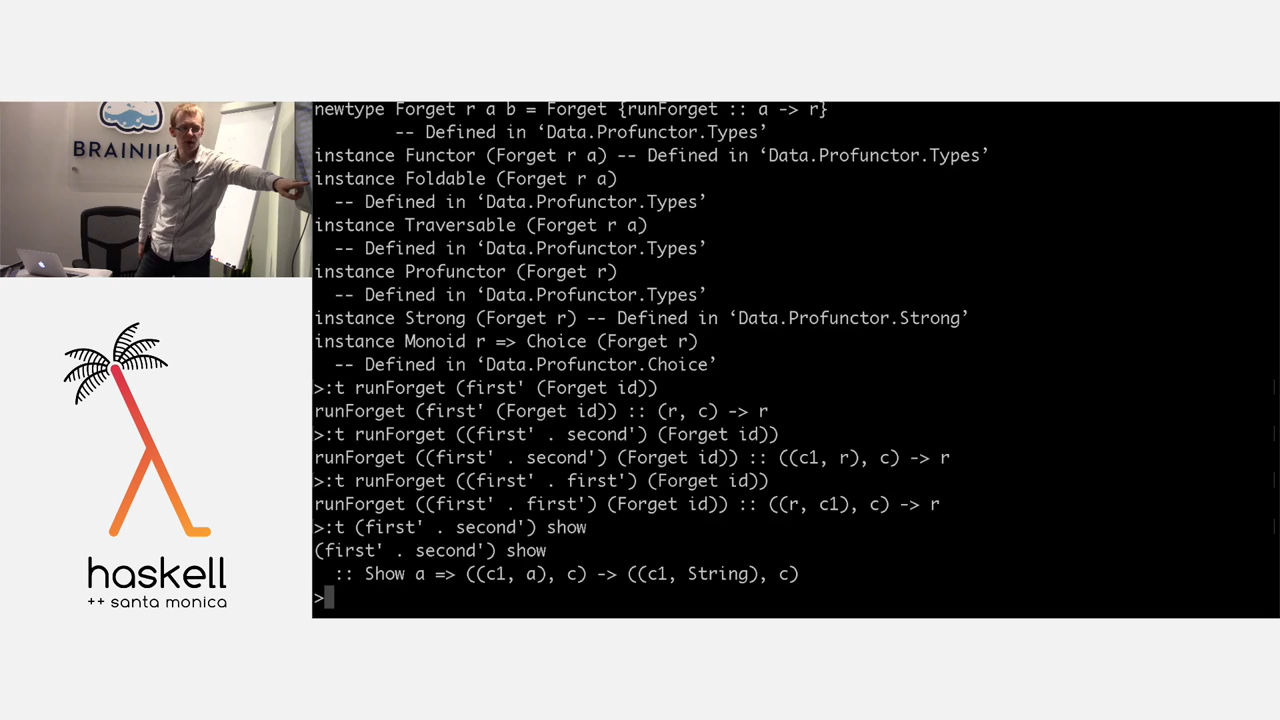 BRAINIU
haskell
++ santa monica
newtype Forget r a b = Forget {runForget :: a -> r}
-- Defined in ‘Data.Profunctor.Types’
instance Functor (Forget r a) -- Defined in ‘Data.Profunctor.Types’
instance Foldable (Forget r a)
-- Defined in ‘Data.Profunctor.Types’
instance Traversable (Forget r a)
-- Defined in ‘Data.Profunctor.Types’
instance Profunctor (Forget r)
-- Defined in ‘Data.Profunctor.Types’
instance Strong (Forget r) -- Defined in ‘Data.Profunctor.Strong’
instance Monoid r => Choice (Forget r)
-- Defined in ‘Data.Profunctor.Choice’
>:t runForget (first' (Forget id))
runForget (first' (Forget id)) :: (r, c) -> r
>:t runForget ((first' . second') (Forget id))
runForget ((first' . second') (Forget id)) :: ((c1, r), c) -> r
>:t runForget ((first' . first') (Forget id))
runForget ((first' . first') (Forget id)) :: ((r, c1), c) -> r
>:t (first' . second') show
(first' . second') show
:: Show a => ((c1, a), c) -> ((c1, String), c)
>